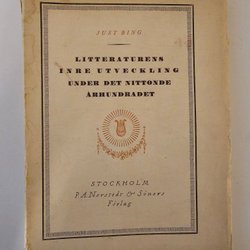 JUST BING
LITTERATURENS
INRE UTVECKLING
UNDER DET NITTONDE
ÅRHUNDRADET
STOCKHOLM
P. A. Norstedt & Söners
Förlag